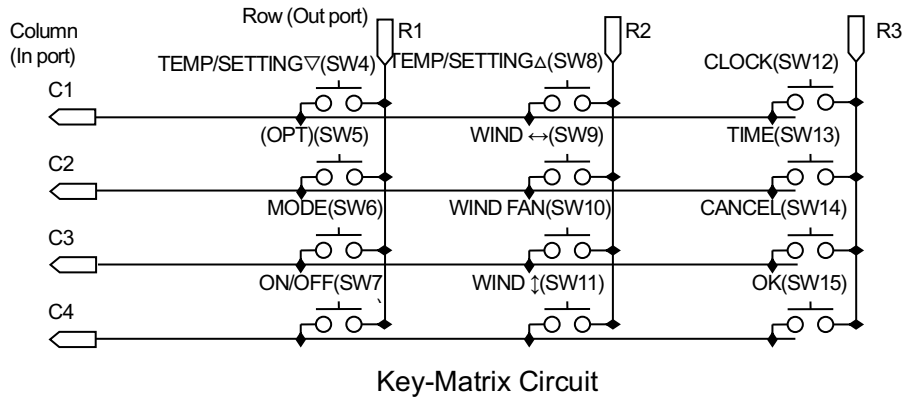 Row (Out port)
Column
(In port)
R1
R2
R3
TEMP/SETTING▽(SW4)
TEMP/SETTING△(SW8)
CLOCK(SW12)
C1
(OPT)(SW5)
WIND ↔(SW9)
TIME(SW13)
C2
MODE(SW6)
WIND FAN(SW10)
CANCEL(SW14)
C3
ON/OFF(SW7
WIND ↕(SW11)
OK(SW15)
C4
Key-Matrix Circuit